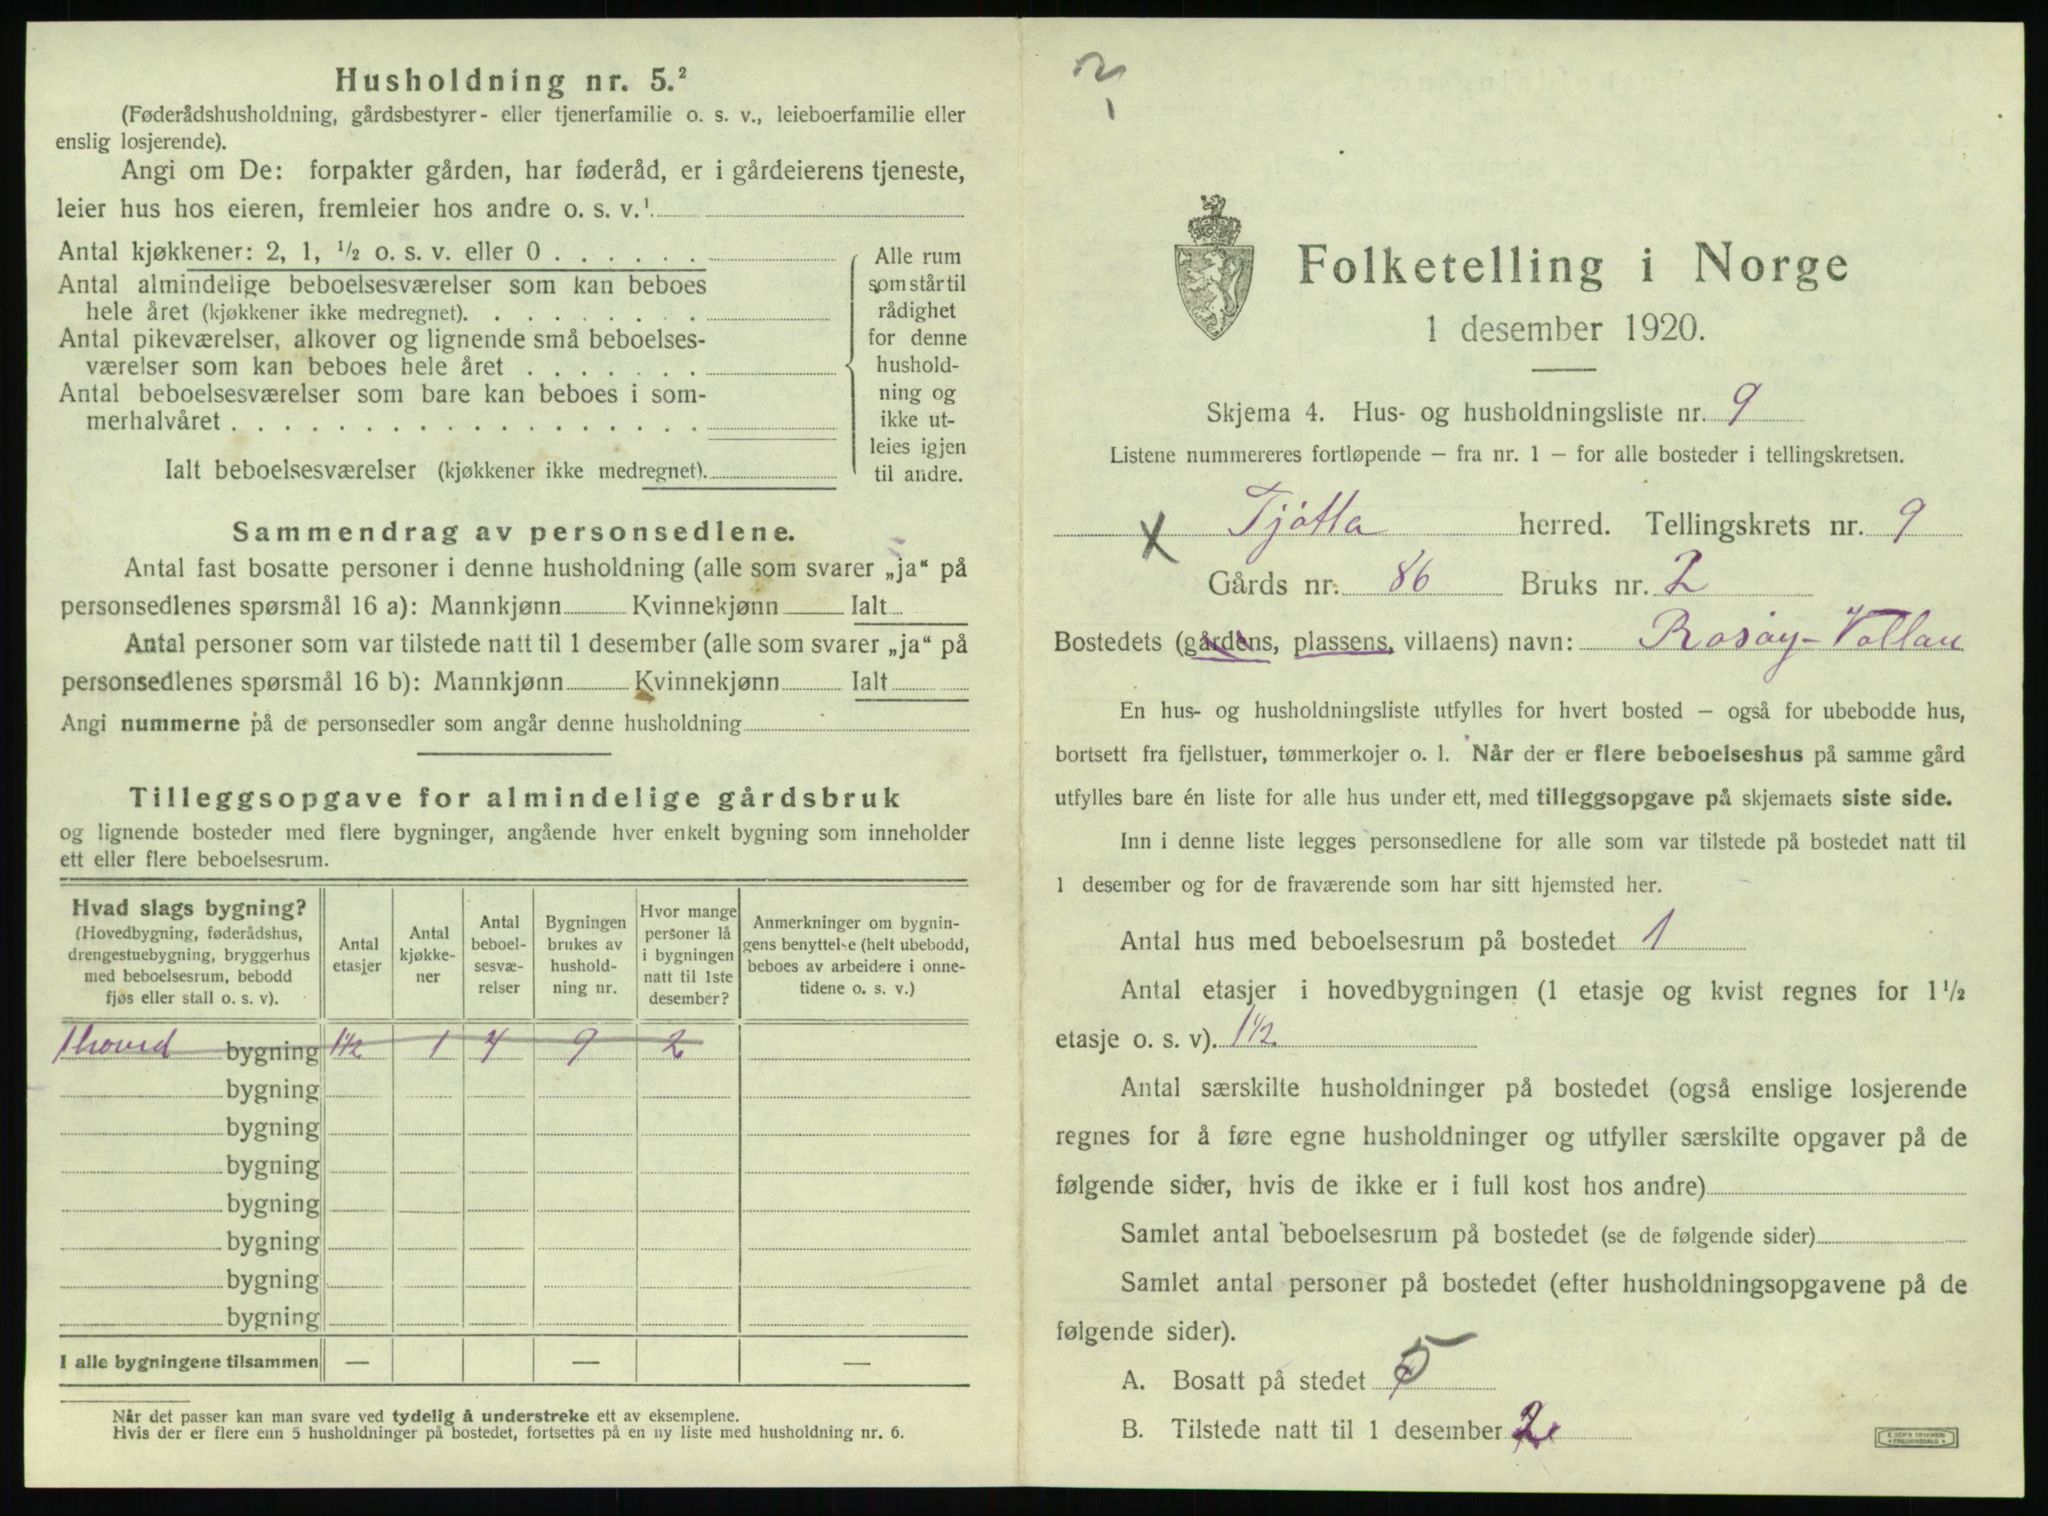 Husholdning nr. 5.²
(Føderådshusholdning, gårdsbestyrer- eller tjenerfamilie o. s. v., leieboerfamilie eller
enslig losjerende).
Angi om De: forpakter gården, har føderåd, er i gårdeierens tjeneste,
leier hus hos eieren, fremleier hos andre o. s. v.¹
Antal kjøkkener: 2, 1, ½ o. s. v. eller 0 . . . . . .
Antal almindelige beboelsesværelser som kan beboes
hele året (kjøkkener ikke medregnet). . . . . . . . .
Antal pikeværelser, alkover og lignende små beboelses-
værelser som kan beboes hele året . . . . . . .
Antal beboelsesværelser som bare kan beboes i som-
merhalvåret . . . . . . . . . . . . . . . . . .
Ialt beboelsesværelser (kjøkkener ikke medregnet).
Alle rum
som står til
rådighet
for denne
hushold-
ning og
ikke ut-
leies igjen
til andre.
Sammendrag av personsedlene.
Antal fast bosatte personer i denne husholdning (alle som svarer „ja“ på
personsedlenes spørsmål 16 a): Mannkjønn Kvinnekjønn Ialt
Antal personer som var tilstede natt til 1 desember (alle som svarer „ja“ på
personsedlenes spørsmål 16 b): Mannkjønn Kvinnekjønn Ialt
Angi nummerne på de personsedler som angår denne husholdning
Tilleggsopgave for almindelige gårdsbruk
og lignende bosteder med flere bygninger, angående hver enkelt bygning som inneholder
ett eller flere beboelsesrum.
Hvad slags bygning?
(Hovedbygning, føderådshus,
drengestuebygning, bryggerhus
med beboelsesrum, bebodd
fjøs eller stall o. s. v).
Antal
etasjer
Antal
kjøkke-
ner
Antal
beboel-
sesvæ-
relser
Bygningen
brukes av
hushold-
ning nr.
Hvor mange
personer lå
i bygningen
natt til 1ste
desember?
Anmerkninger om bygnin-
gens benyttelse (helt ubebodd,
beboes av arbeidere i onne-
tidene o. s. v.)
1 hoved bygning 1½ 1 4 9 2
bygning
bygning
bygning
bygning
bygning
bygning
bygning
I alle bygningene tilsammen — — —
Når det passer kan man svare ved tydelig å understreke ett av eksemplene.
Hvis der er flere enn 5 husholdninger på bostedet, fortsettes på en ny liste med husholdning nr. 6.
Folketelling i Norge
1 desember 1920.
Skjema 4. Hus- og husholdningsliste nr. 9
Listene nummereres fortløpende – fra nr. 1 – for alle bosteder i tellingskretsen.
X Tjøtta herred. Tellingskrets nr. 9
Gårds nr. 86 Bruks nr. 2
Bostedets (gårdens, plassens, villaens) navn: Rosøy-Vollan
En hus- og husholdningsliste utfylles for hvert bosted – også for ubebodde hus,
bortsett fra fjellstuer, tømmerkojer o. l. Når der er flere beboelseshus på samme gård
utfylles bare én liste for alle hus under ett, med tilleggsopgave på skjemaets siste side.
Inn i denne liste legges personsedlene for alle som var tilstede på bostedet natt til
1 desember og for de fraværende som har sitt hjemsted her.
Antal hus med beboelsesrum på bostedet 1
Antal etasjer i hovedbygningen (1 etasje og kvist regnes for 1½
etasje o. s. v). 1½
Antal særskilte husholdninger på bostedet (også enslige losjerende
regnes for å føre egne husholdninger og utfyller særskilte opgaver på de
følgende sider, hvis de ikke er i full kost hos andre)
Samlet antal beboelsesrum på bostedet (se de følgende sider)
Samlet antal personer på bostedet (efter husholdningsopgavene på de
følgende sider).
A. Bosatt på stedet 5
B. Tilstede natt til 1 desember 2